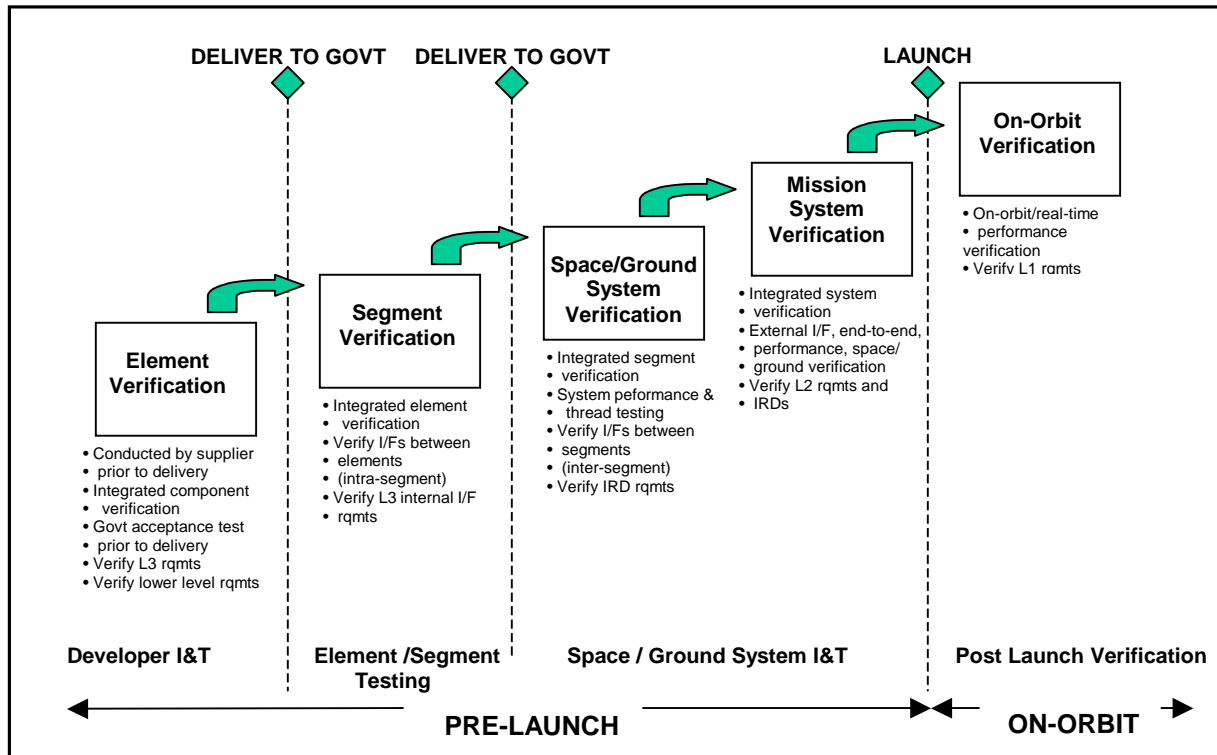 DELIVER TO GOVT
DELIVER TO GOVT
LAUNCH
Element
Verification
• Conducted by supplier
• prior to delivery
• Integrated component
• verification
• Govt acceptance test
• prior to delivery
• Verify L3 rqmts
• Verify lower level rqmts
Segment
Verification
• Integrated element
• verification
• Verify I/Fs between
• elements
• (intra-segment)
• Verify L3 internal I/F
• rqmts
Space/Ground
System
Verification
• Integrated segment
• verification
• System peformance &
• thread testing
• Verify I/Fs between
• segments
• (inter-segment)
• Verify IRD rqmts
Mission
System
Verification
• Integrated system
• verification
• External I/F, end-to-end,
• performance, space/
• ground verification
• Verify L2 rqmts and
• IRDs
On-Orbit
Verification
• On-orbit/real-time
• performance
verification
• Verify L1 rqmts
Developer I&T
Element /Segment
Testing
Space / Ground System I&T
Post Launch Verification
PRE-LAUNCH
ON-ORBIT